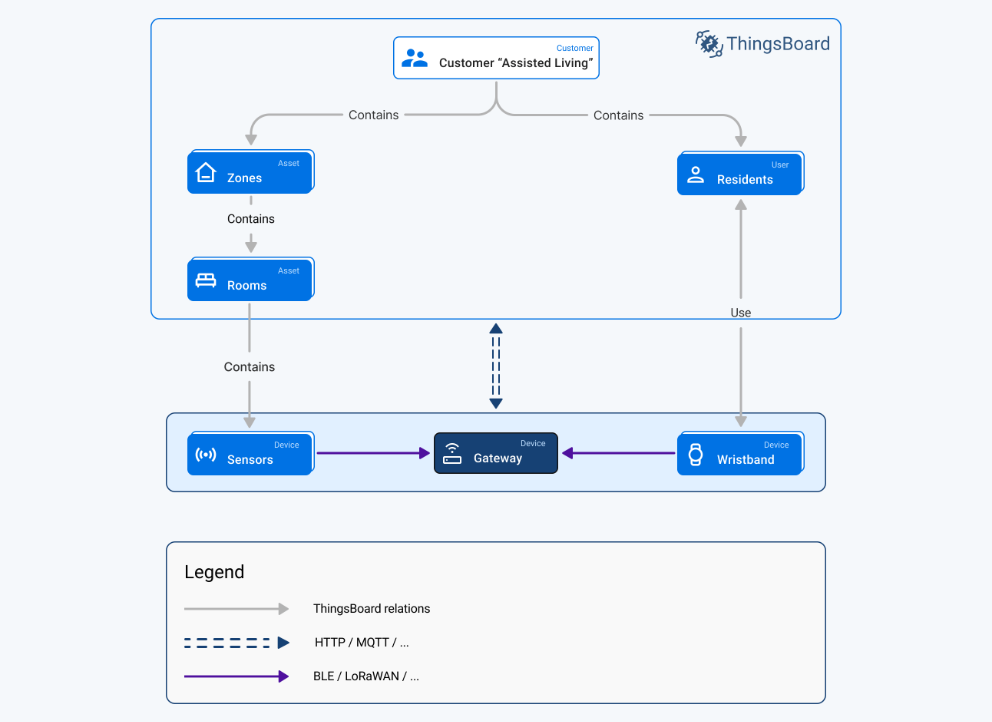 ThingsBoard
Customer
Customer “Assisted Living”
Contains
Contains
Asset
Zones
User
Residents
Contains
Asset
Rooms
Use
Contains
Device
Sensors
Device
Gateway
Device
Wristband
Legend
ThingsBoard relations
HTTP / MQTT / ...
BLE / LoRaWAN / ...